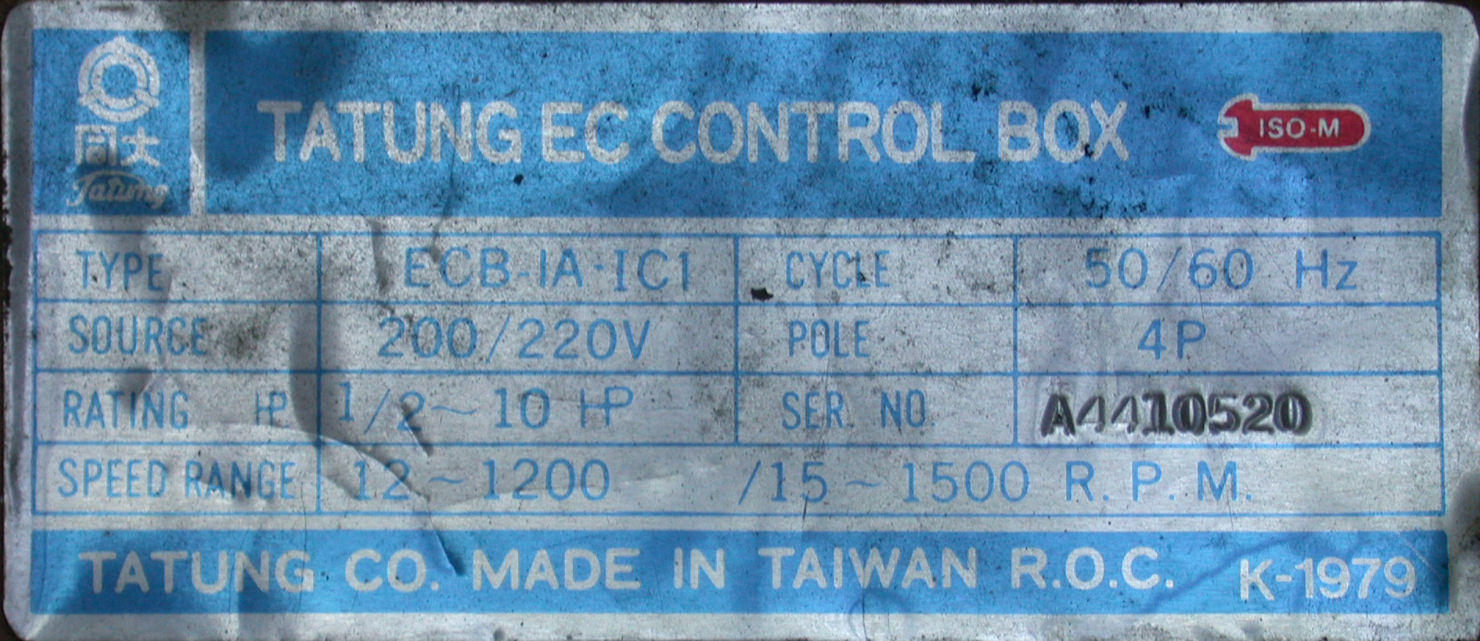 同大
Tatung
TATUNG EC CONTROL BOX
ISO-M
TYPE ECB-1A-1C1 CYCLE 50/60 Hz
SOURCE 200/220V POLE 4P
RATING HP 1/2~10 HP SER. NO. A4410520
SPEED RANGE 12~1200 /15~1500 R.P.M.
TATUNG CO. MADE IN TAIWAN R.O.C. K-1979